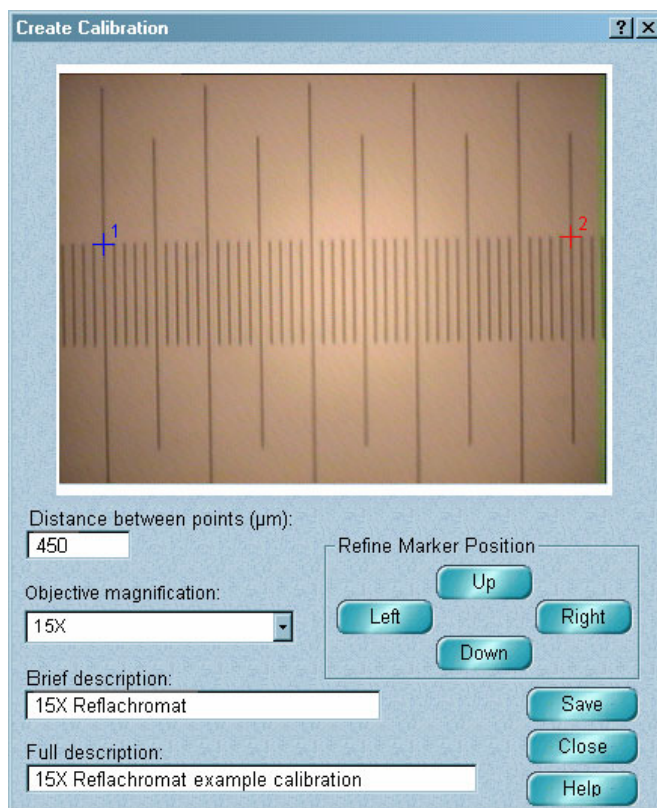 Create Calibration
? X
1
2
Distance between points (µm):
450
Objective magnification:
15X
Brief description:
15X Reflachromat
Full description:
15X Reflachromat example calibration
Refine Marker Position
Up
Left
Right
Down
Save
Close
Help